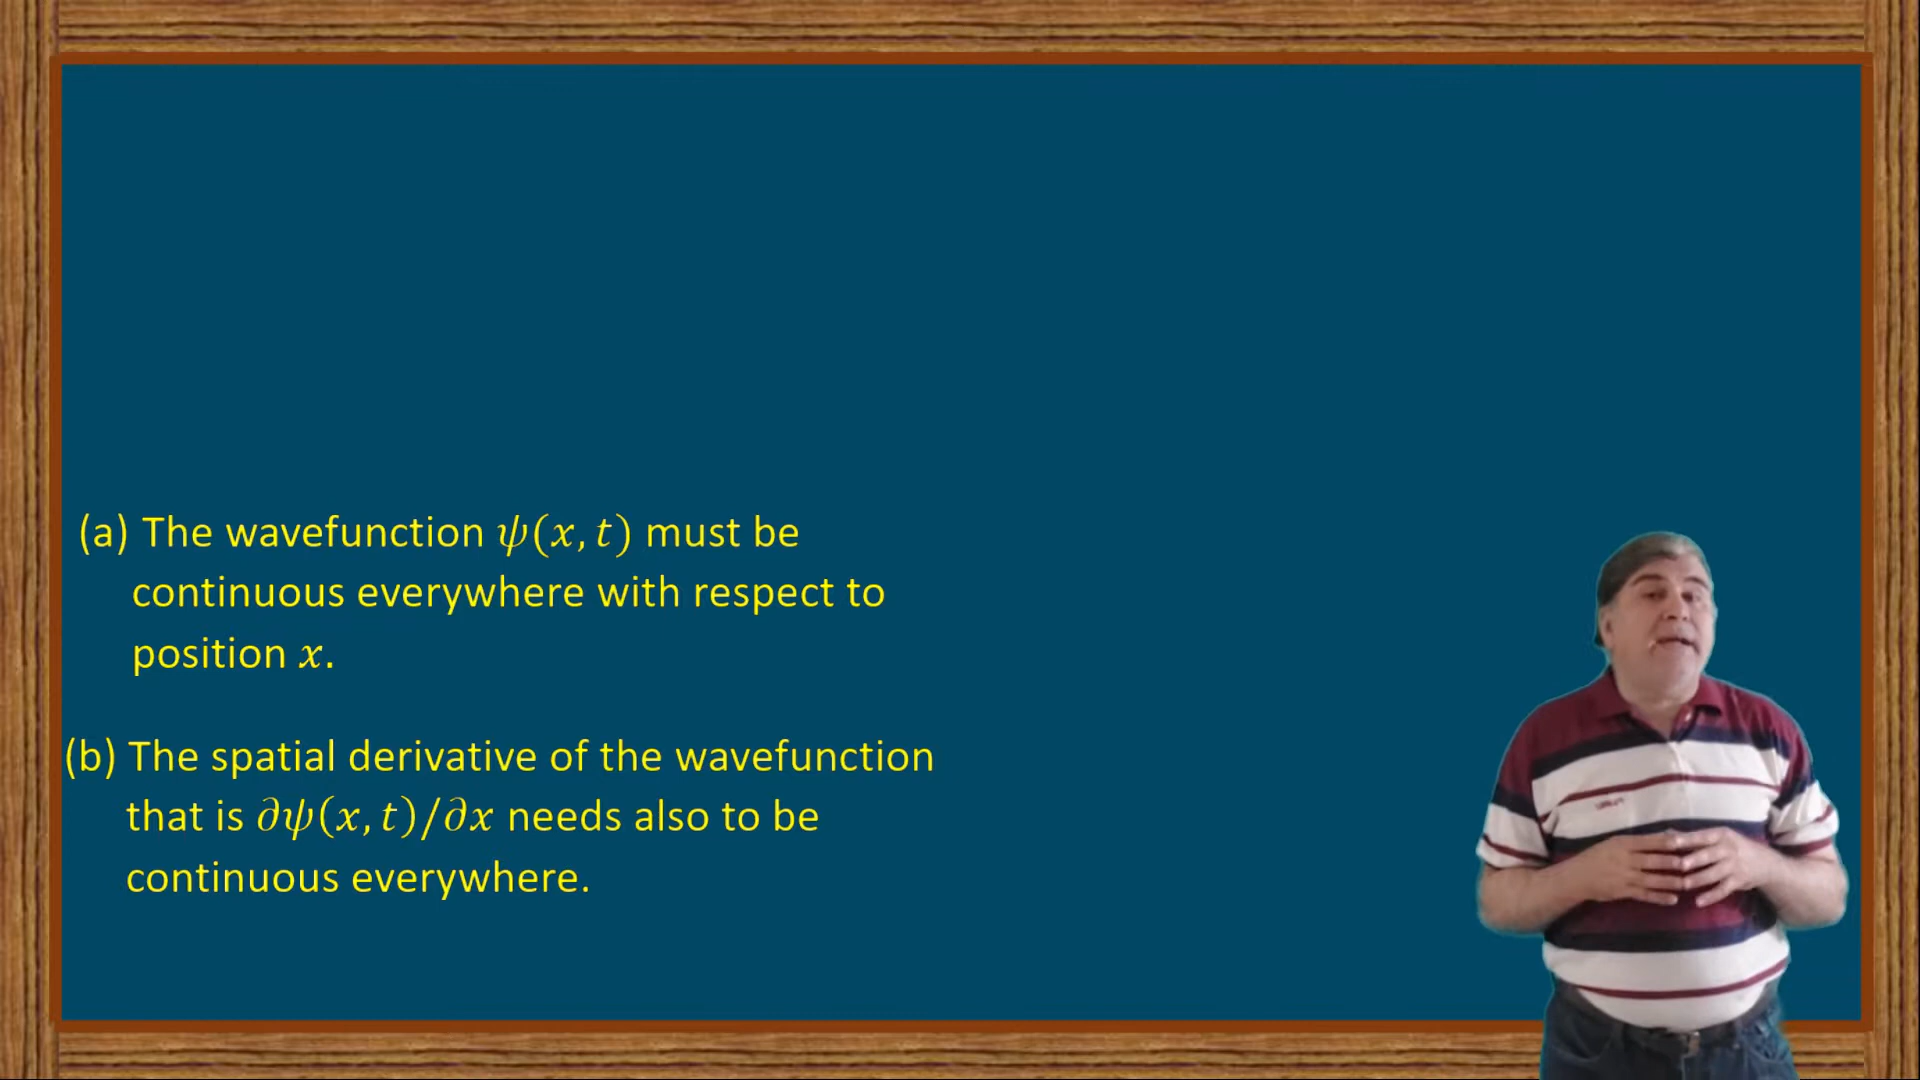 (a) The wavefunction 𝜓(𝑥, 𝑡) must be
continuous everywhere with respect to
position 𝑥.
(b) The spatial derivative of the wavefunction
that is 𝜕𝜓(𝑥, 𝑡)/𝜕𝑥 needs also to be
continuous everywhere.